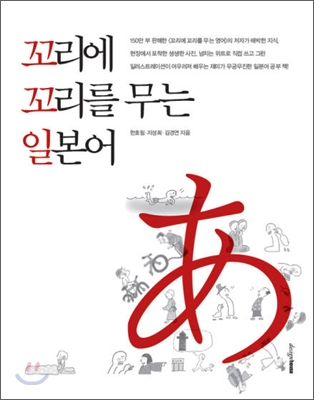 꼬리에
꼬리를 무는
일본어
150만 부 판매한 <꼬리에 꼬리를 무는 영어>의 저자가 해박한 지식,
현장에서 포착한 생생한 사진, 넘치는 위트로 직접 쓰고 그린
일러스트레이션이 어우러져 배우는 재미가 무궁무진한 일본어 공부 책!
한호림·지성희·김경연 지음
あ
design house